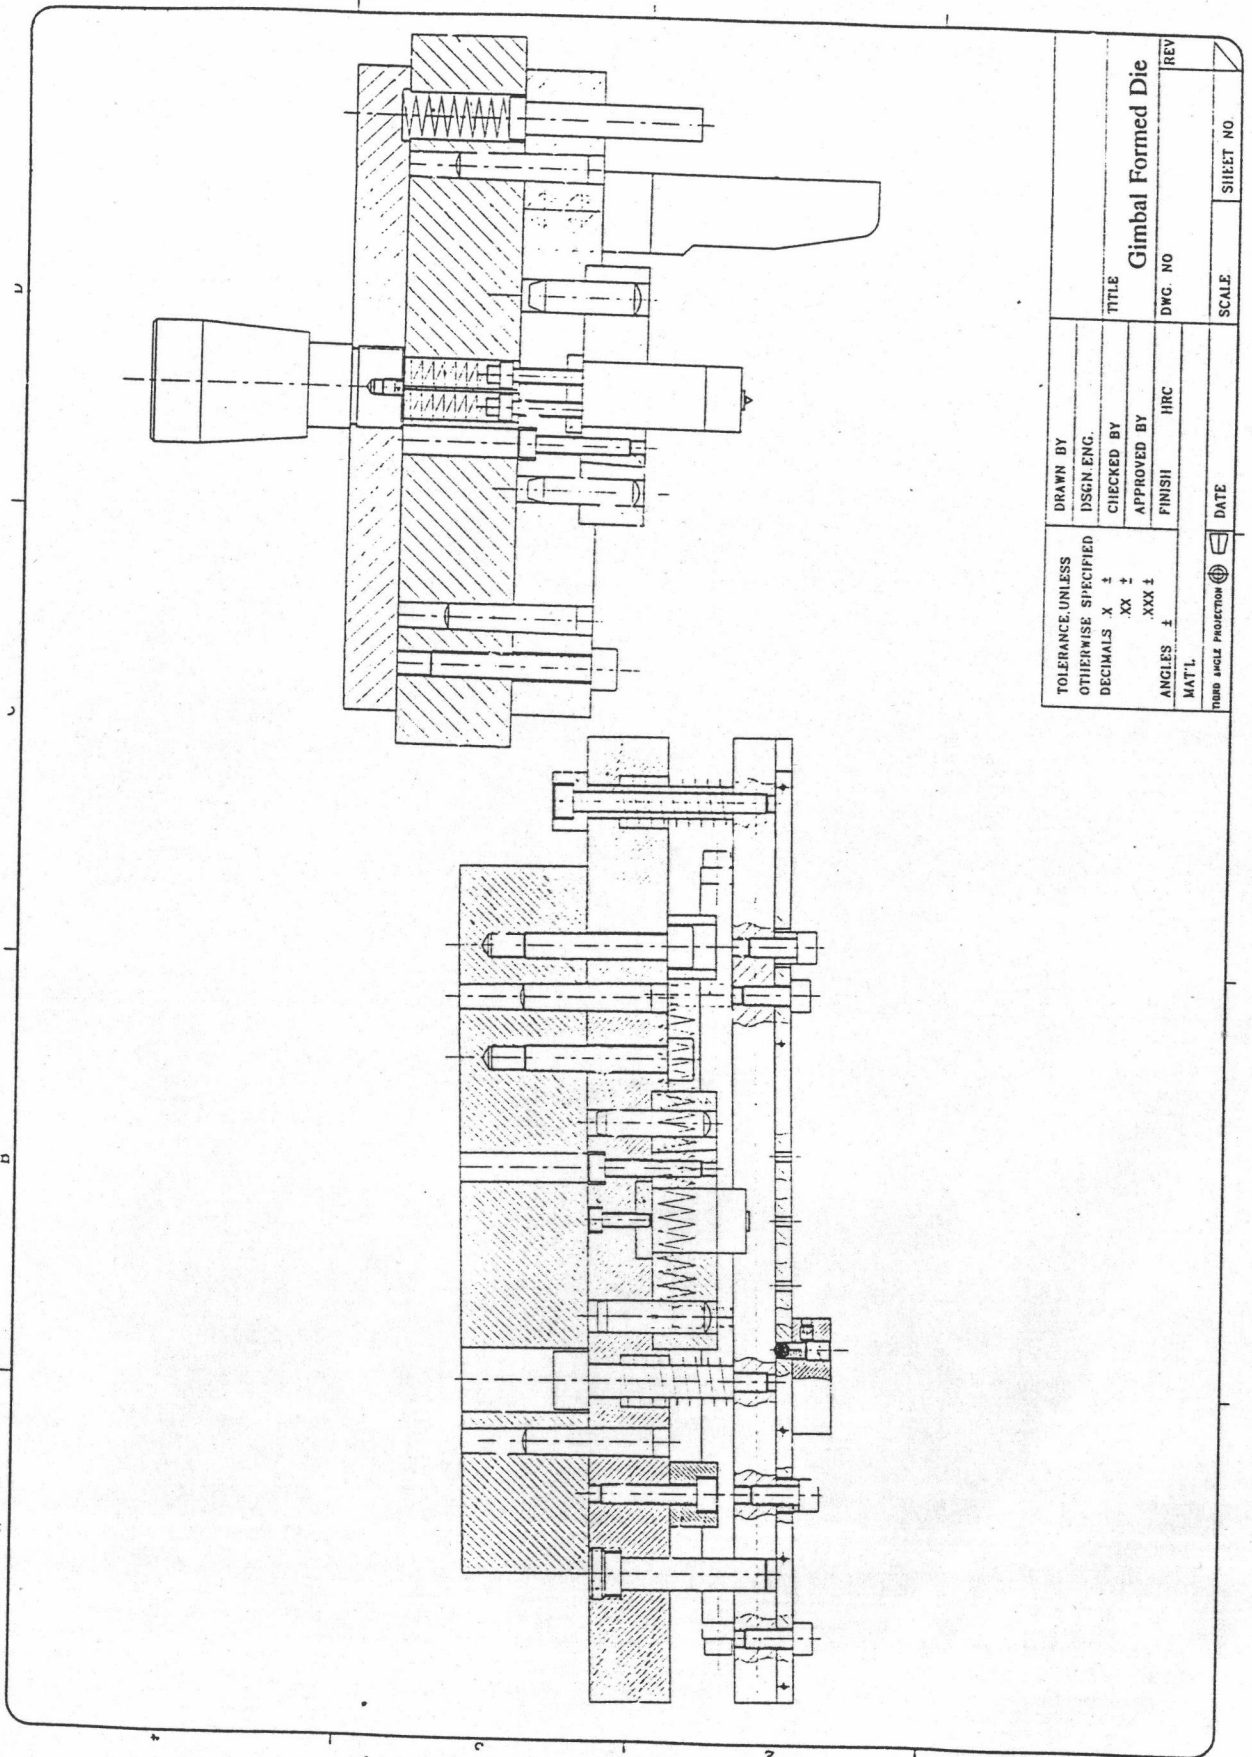 TOLERANCE,UNLESS
OTHERWISE SPECIFIED
DECIMALS .X ±
.XX ±
.XXX ±
ANGLES ±
MAT'L
THIRD ANGLE PROJECTION
DRAWN BY
DSGN.ENG.
CHECKED BY
APPROVED BY
FINISH HRC
DATE
TITLE
Gimbal Formed Die
DWG. NO
REV
SCALE
SHEET NO.
D
C
B